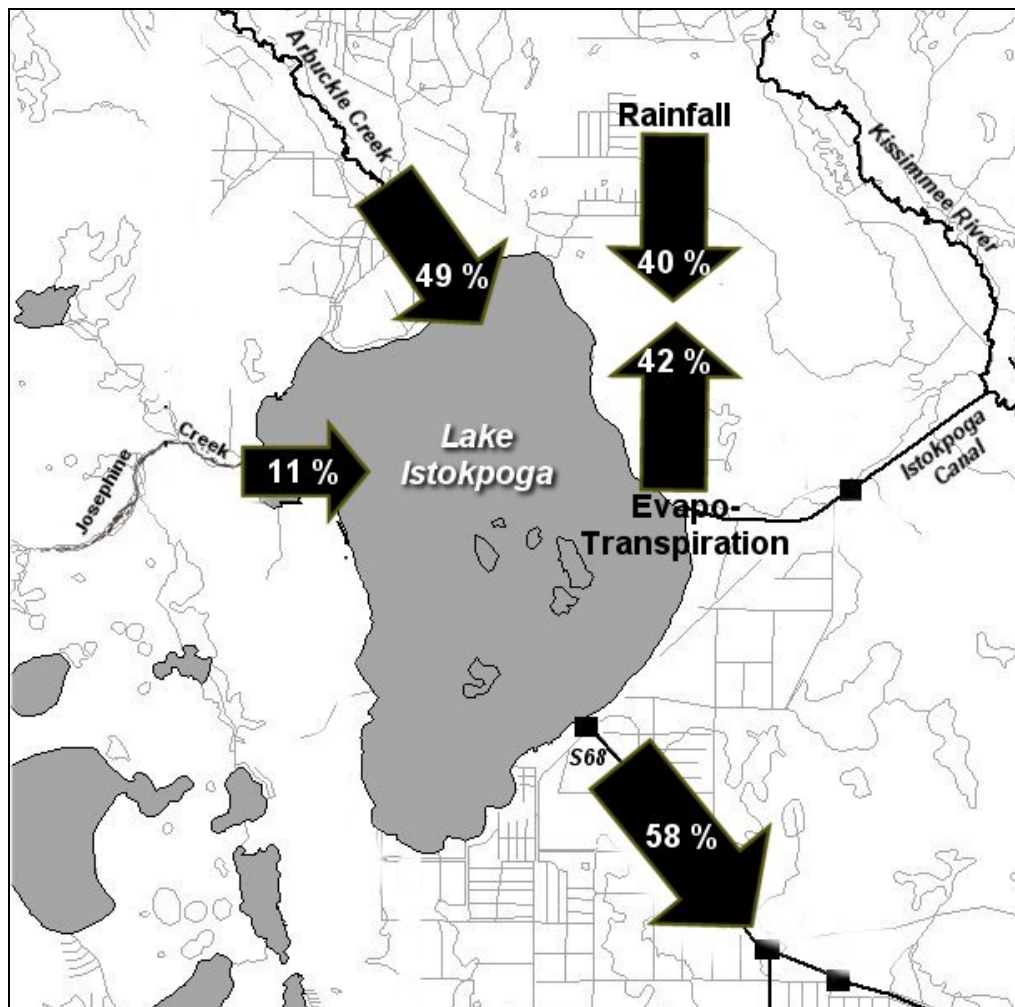 Arbuckle Creek
Rainfall
Kissimmee River
49 %
40 %
42 %
Lake
Istokpoga
Creek
Josephine
11 %
Istokpoga
Canal
Evapo-
Transpiration
S68
58 %